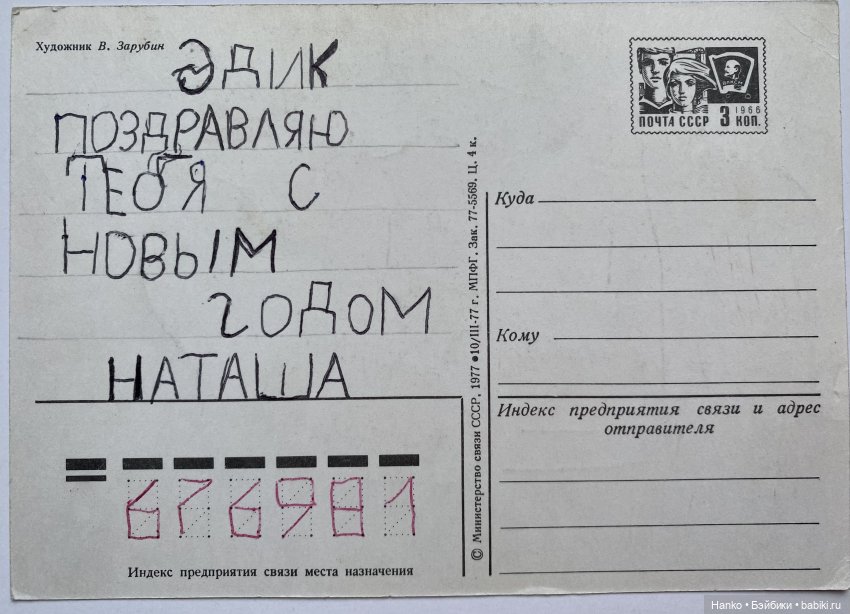 Художник В. Зарубин
ЭДИК
ПОЗДРАВЛЯЮ
ТЕБЯ С
НОВЫМ
ГОДОМ
НАТАША
676981
Индекс предприятия связи места назначения
© Министерство связи СССР, 1977 ● 10/III-77 г. МПФГ. Зак. 77-5569. Ц. 4 к.
1966
ПОЧТА СССР 3 КОП.
Куда
Кому
Индекс предприятия связи и адрес
отправителя
Hanko • Бэйбики • babiki.ru